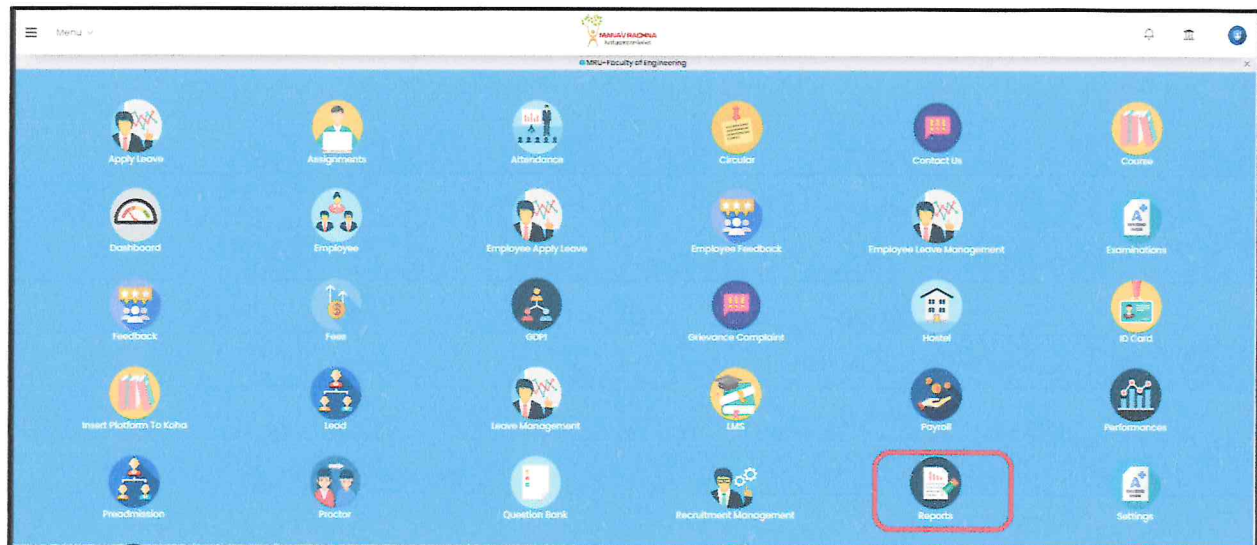 Menu
MANAV RACHNA
MRU-Faculty of Engineering
Apply Leave
Assignments
Attendance
Circular
Contact Us
Course
Dashboard
Employee
Employee Apply Leave
Employee Feedback
Employee Leave Management
Examinations
Feedback
Fees
GDPI
Grievance Complaint
Hostel
ID Card
Insert Platform To Koha
Lead
Leave Management
LMS
Payroll
Performances
Preadmission
Proctor
Question Bank
Recruitment Management
Reports
Settings